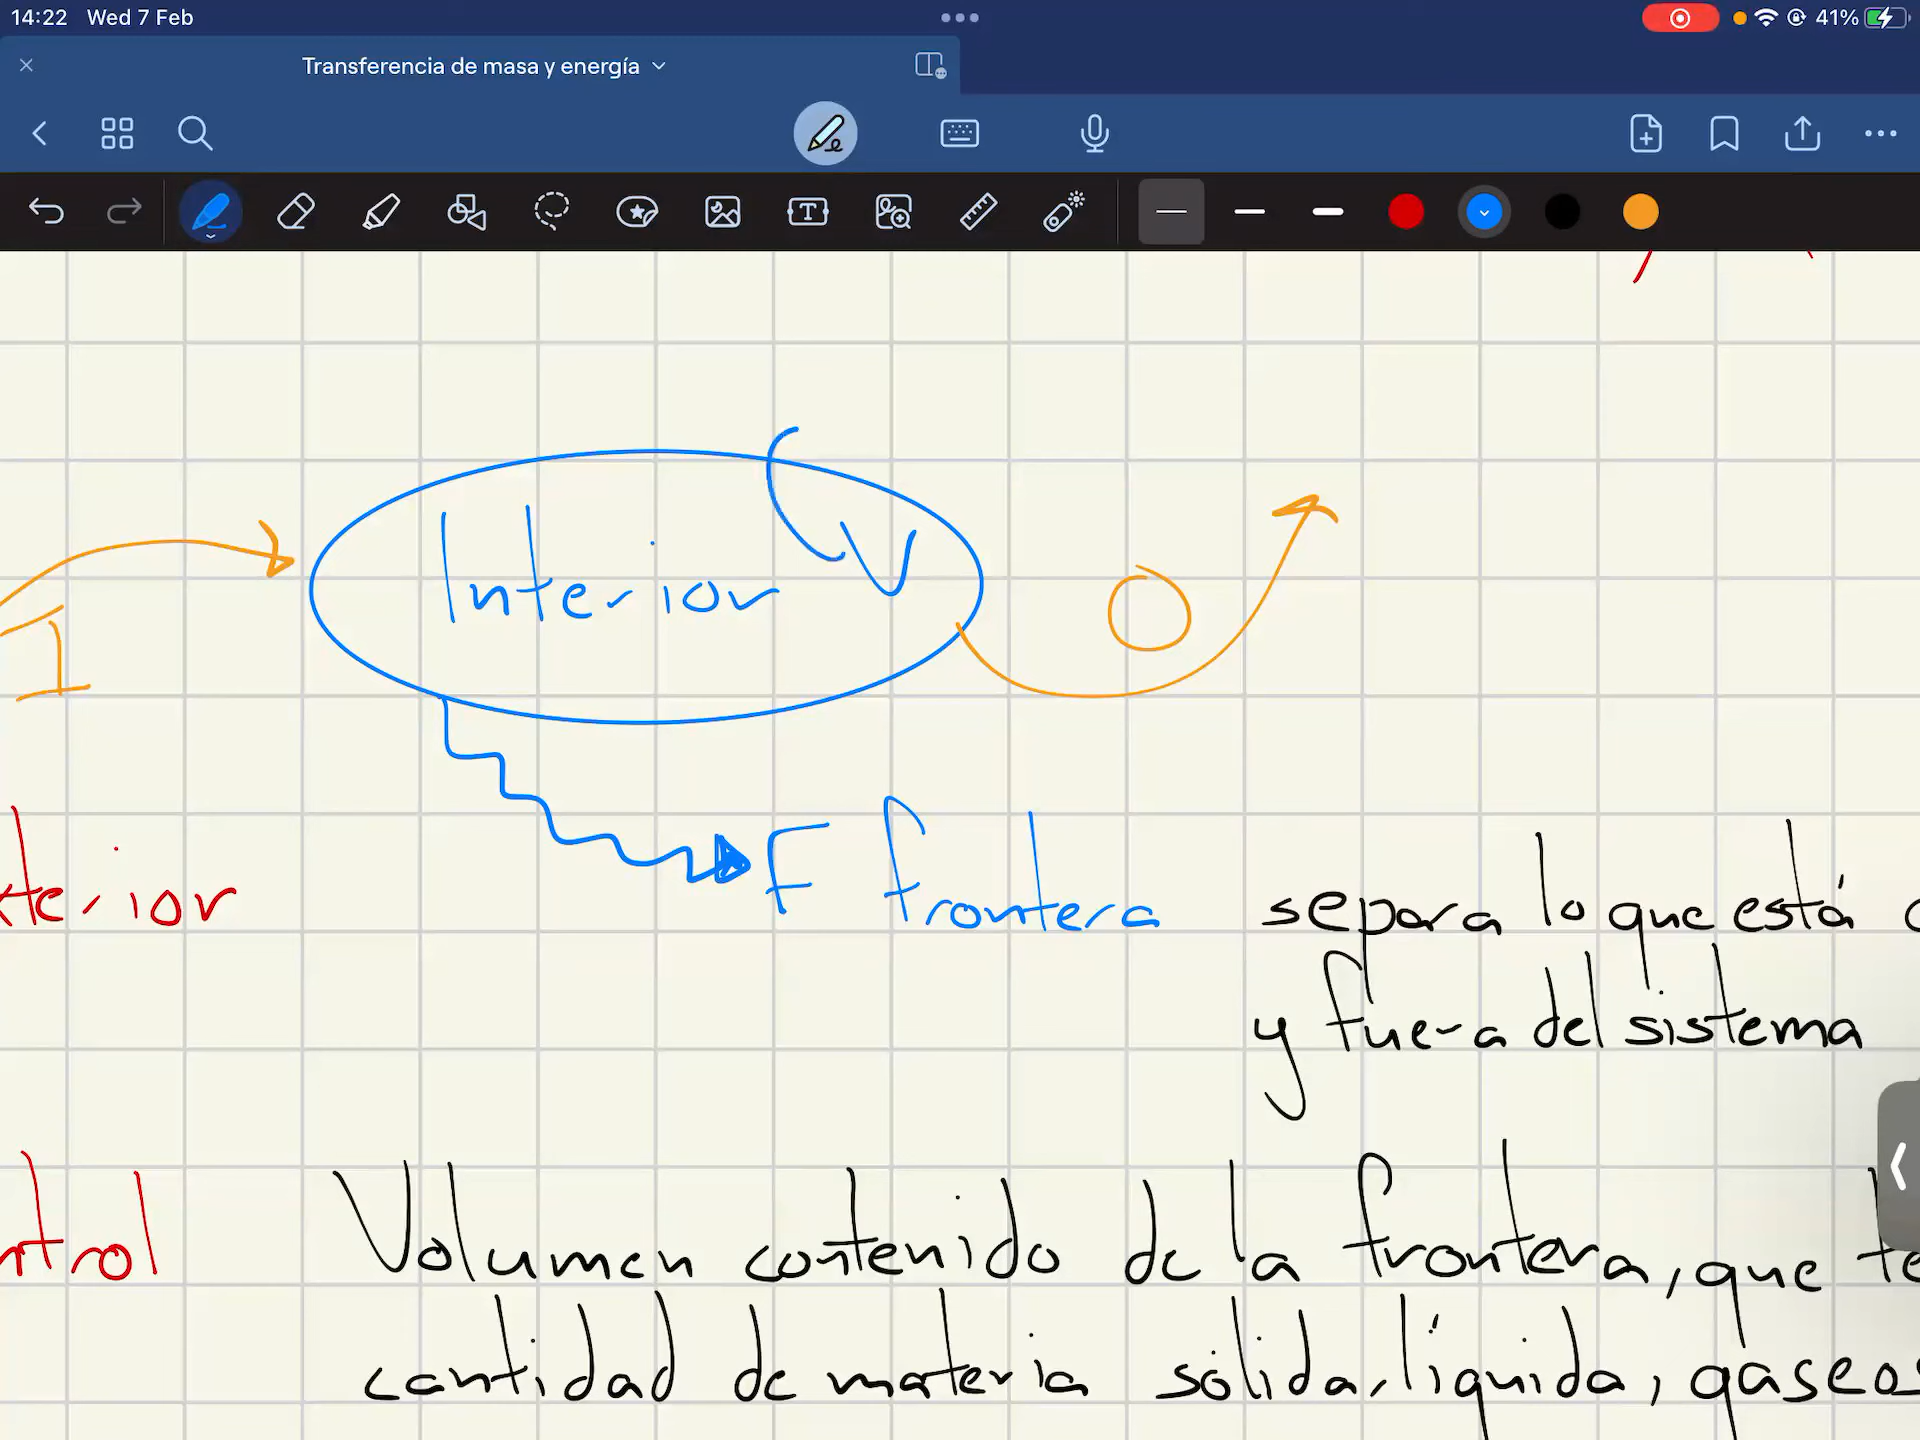 14:22 Wed 7 Feb 41%
Transferencia de masa y energía
Interior V
I O
F frontera separa lo que está
y fuera del sistema
Volumen contenido de la frontera, que
cantidad de materia sólida, líquida,